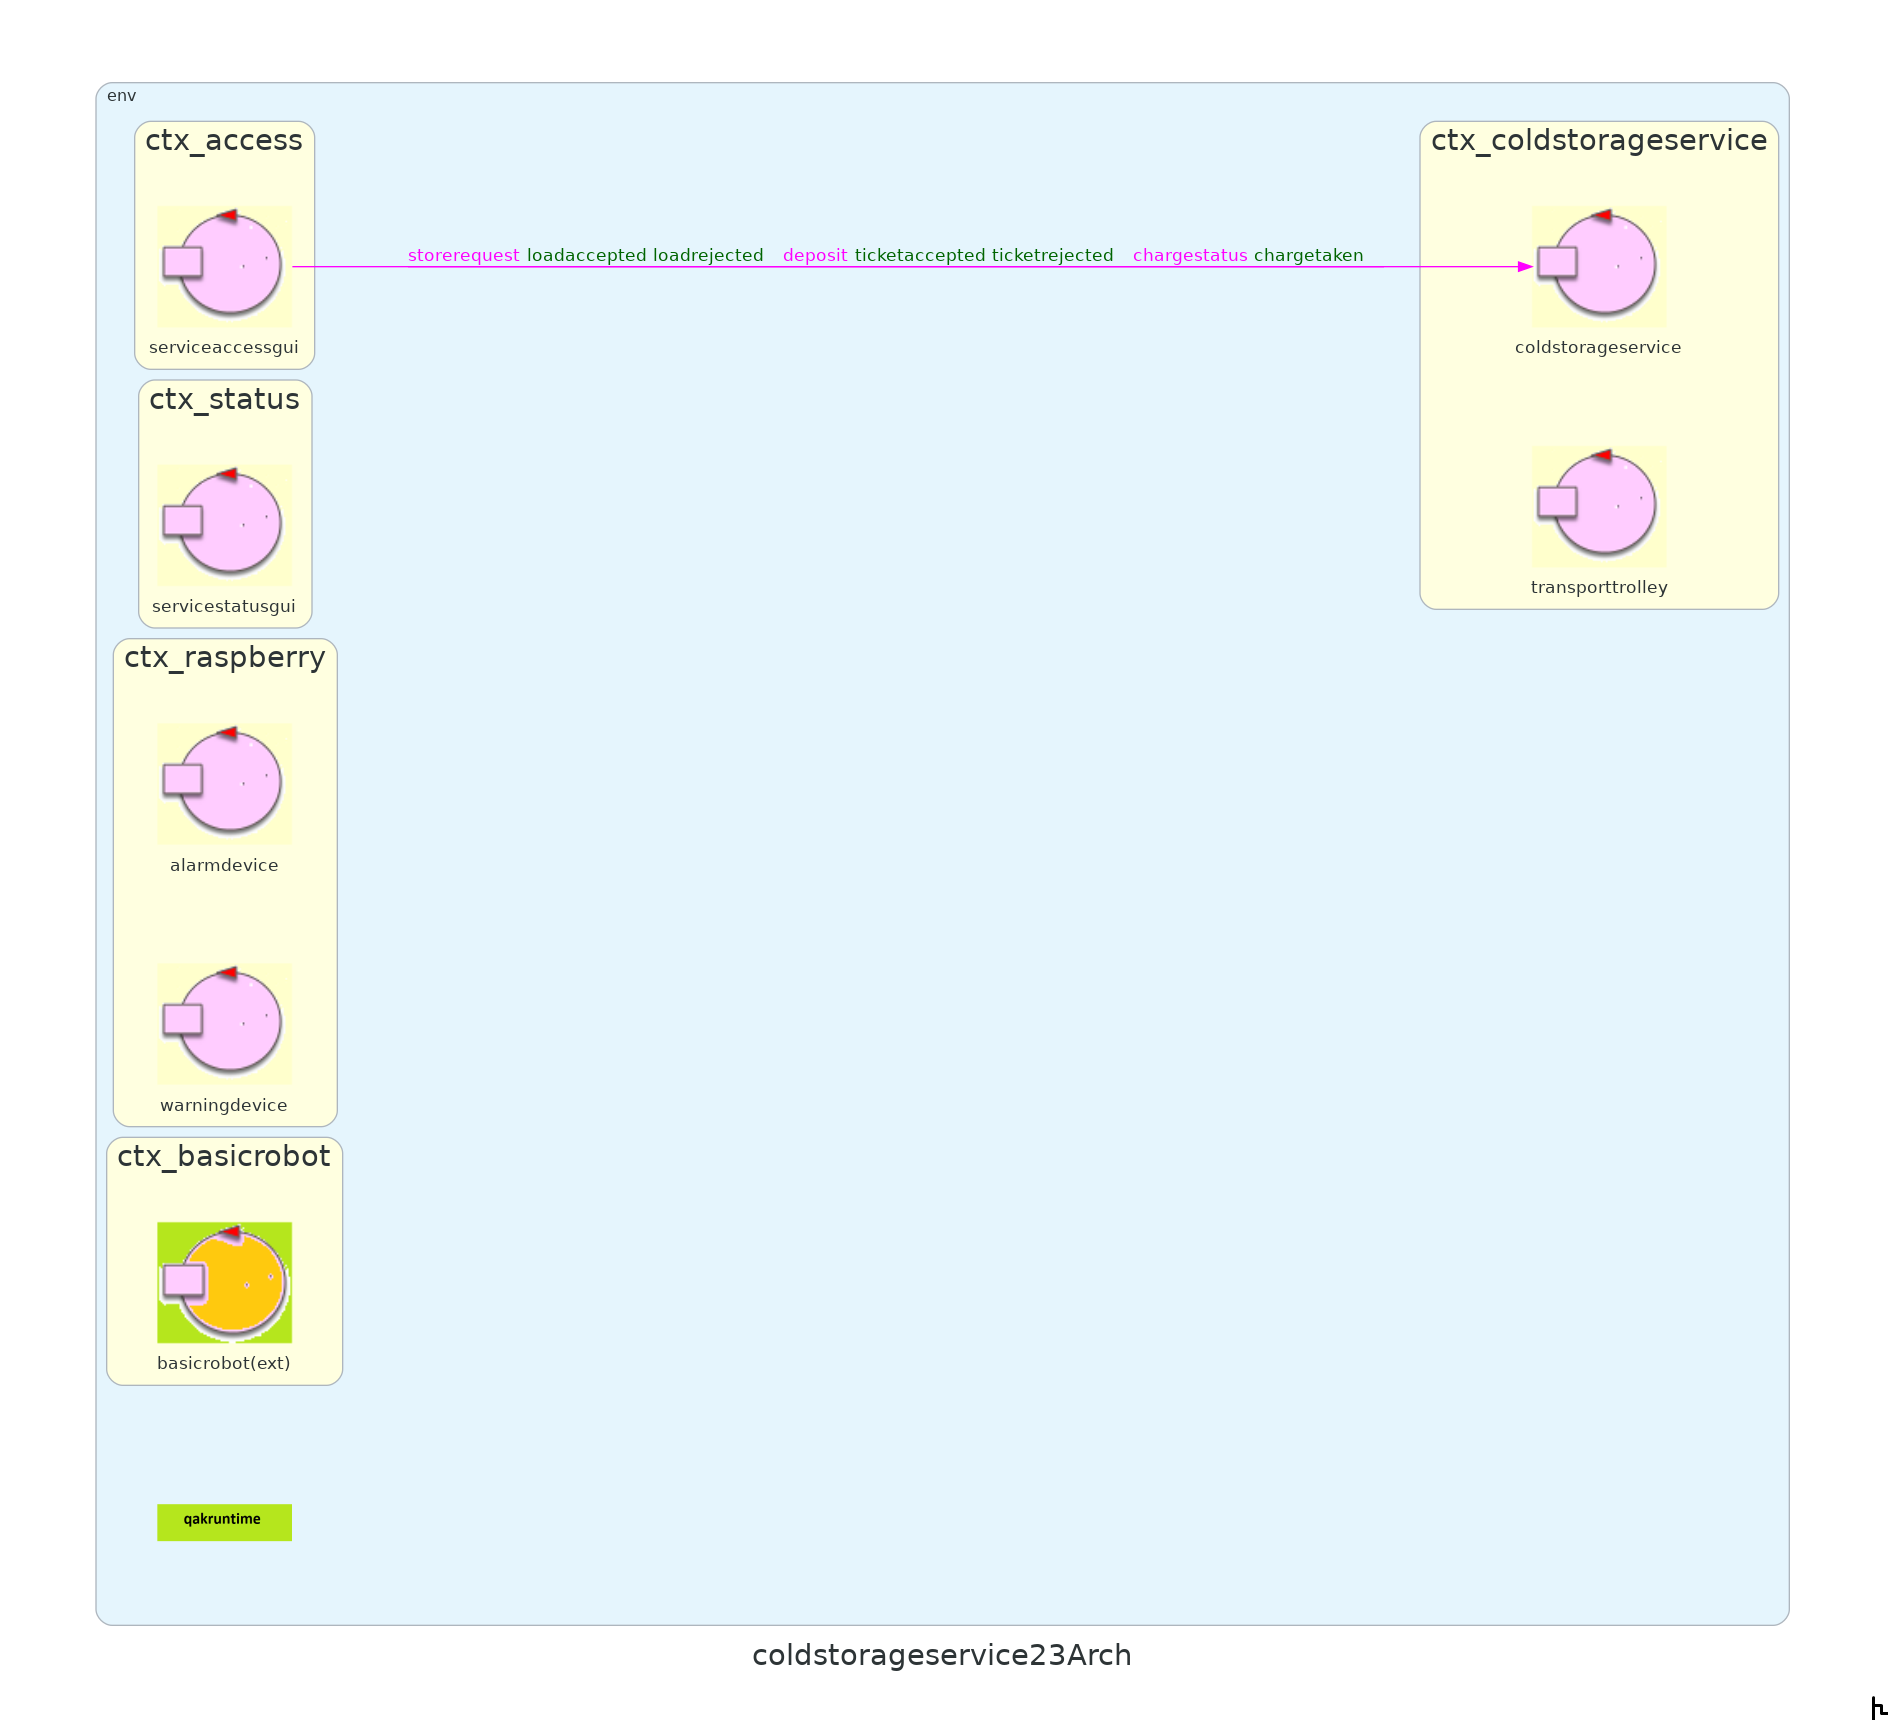 env
ctx_access
serviceaccessgui
storerequest loadaccepted loadrejected deposit ticketaccepted ticketrejected chargestatus chargetaken
ctx_coldstorageservice
coldstorageservice
transporttrolley
ctx_status
servicestatusgui
ctx_raspberry
alarmdevice
warningdevice
ctx_basicrobot
basicrobot(ext)
qakruntime
coldstorageservice23Arch